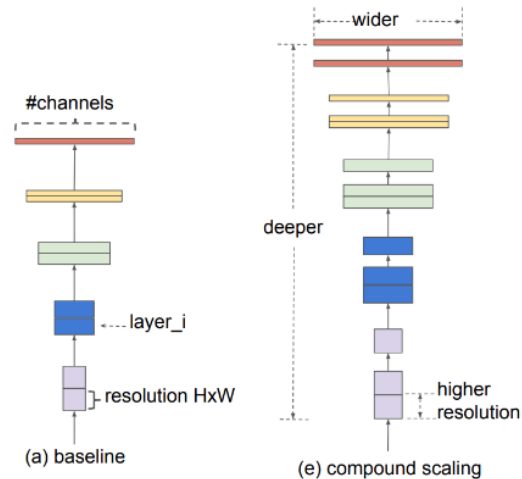 #channels
layer_i
resolution HxW
(a) baseline
wider
deeper
higher
resolution
(e) compound scaling